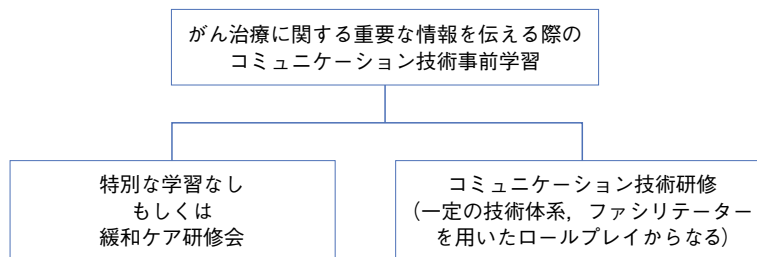 がん治療に関する重要な情報を伝える際の
コミュニケーション技術事前学習
特別な学習なし
もしくは
緩和ケア研修会
コミュニケーション技術研修
（一定の技術体系，ファシリテーター
を用いたロールプレイからなる）